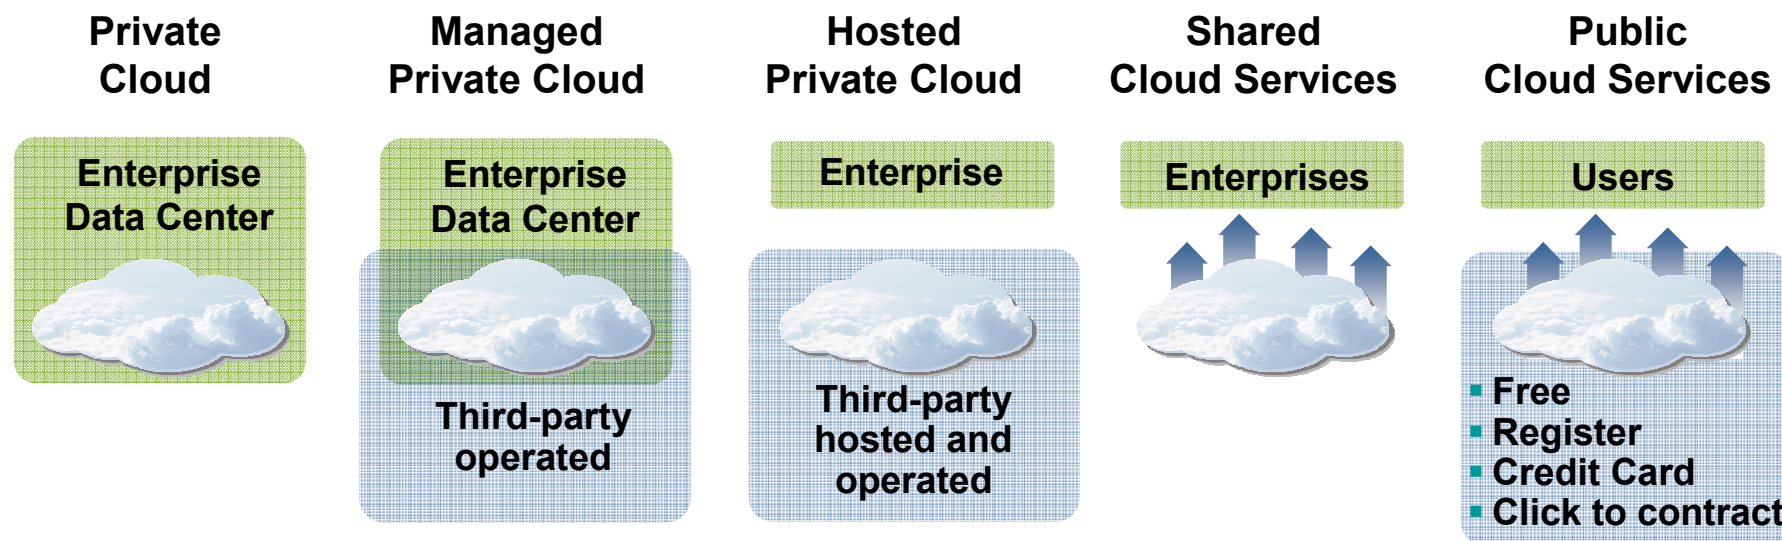 Private
Cloud
Managed
Private Cloud
Hosted
Private Cloud
Shared
Cloud Services
Public
Cloud Services
Enterprise
Data Center
Enterprise
Data Center
Third-party
operated
Enterprise
Third-party
hosted and
operated
Enterprises
Users
▪ Free
▪ Register
▪ Credit Card
▪ Click to contract